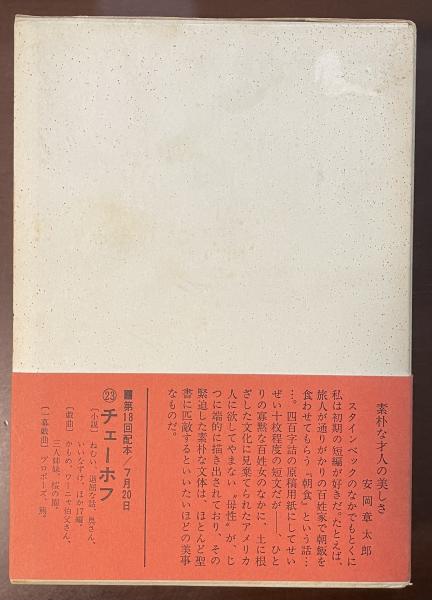 素朴な才人の美しさ
安岡章太郎
スタインベックのなかでもとくに
私は初期の短編が好きだ。たとえば、
旅人が通りがかりの百姓家で朝飯を
食わせてもらう「朝食」という話…
…。四百字詰の原稿用紙にしてせい
ぜい十枚程度の短文だが――、ひと
りの寡黙な百姓女のなかに、土に根
ざした文化に見棄てられたアメリカ
人に欲してやまない〝母性〟が、じ
つに端的に描き出されており、その
緊迫した素朴な文体は、ほとんど聖
書に匹敵するといいたいほどの美事
なものだ。
■第18回配本/7月20日
㉓チェーホフ
〔小説〕ねむい、退屈な話、奥さん、
いいなずけ、ほか17編。
〔戯曲〕かもめ、ワーニャ伯父さん、
三人姉妹、桜の園。
〔一幕戯曲〕プロポーズ、熊。